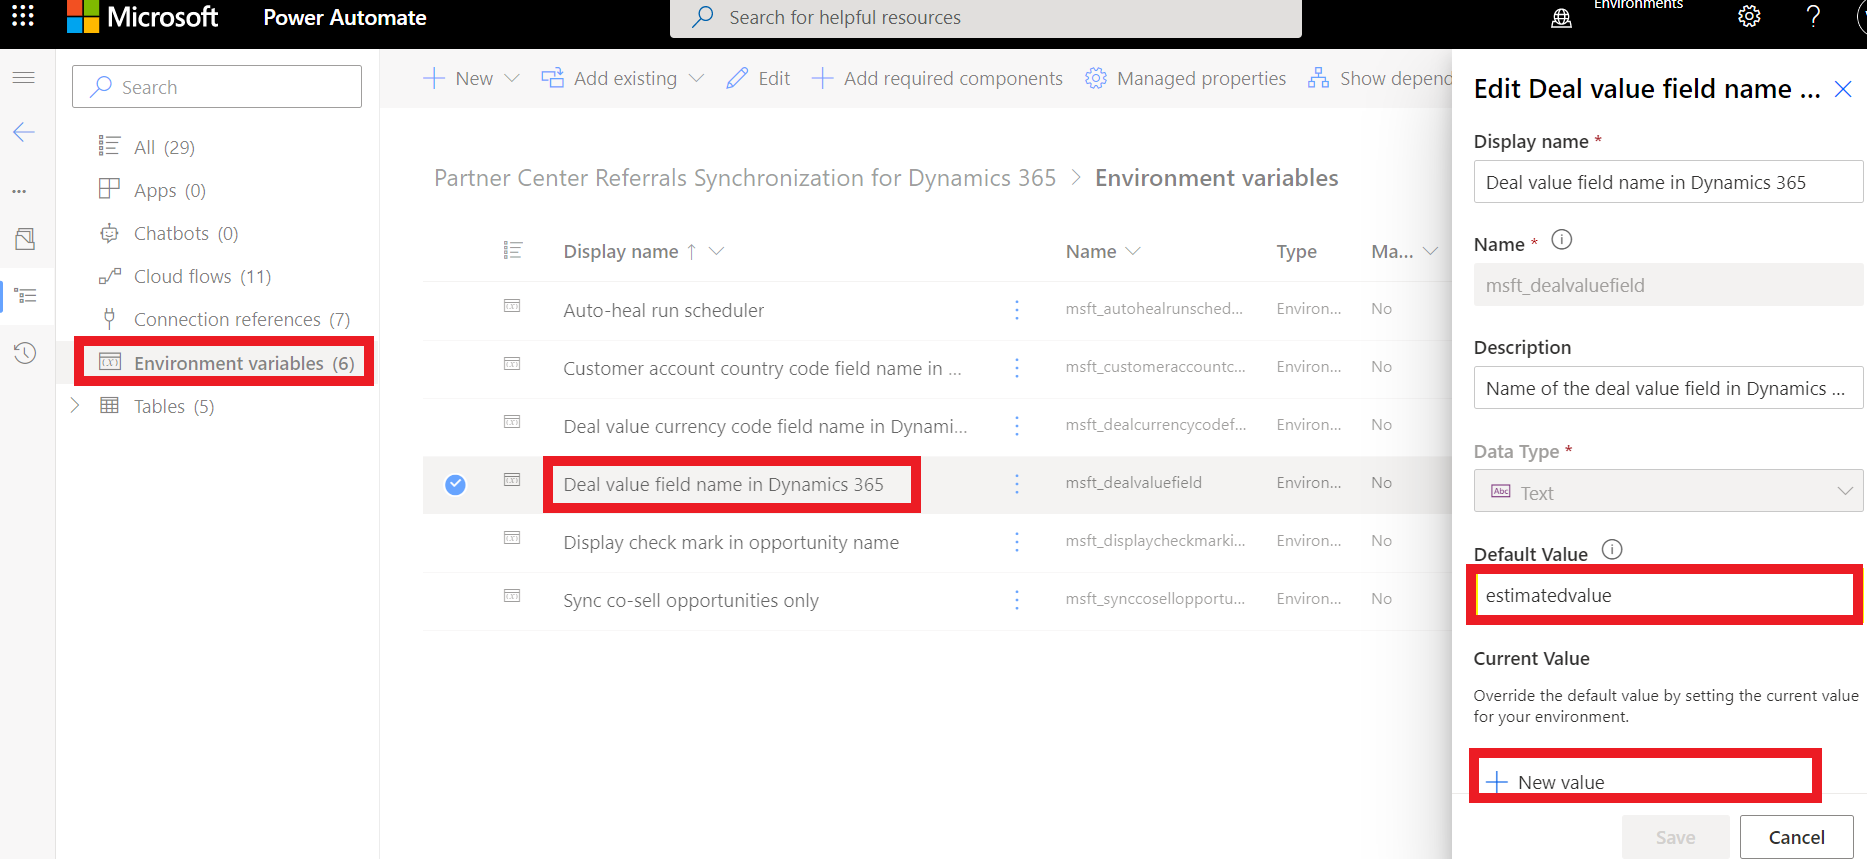 Microsoft
Power Automate
Search for helpful resources
Environments
?
Search
All (29)
Apps (0)
Chatbots (0)
Cloud flows (11)
Connection references (7)
Environment variables (6)
Tables (5)
New
Add existing
Edit
Add required components
Managed properties
Show depend
Partner Center Referrals Synchronization for Dynamics 365 > Environment variables
Display name ↑ Name Type Ma...
Auto-heal run scheduler msft_autohealrunsched... Environ... No
Customer account country code field name in ... msft_customeraccountc... Environ... No
Deal value currency code field name in Dynami... msft_dealcurrencycodef... Environ... No
Deal value field name in Dynamics 365 msft_dealvaluefield Environ... No
Display check mark in opportunity name msft_displaycheckmarki... Environ... No
Sync co-sell opportunities only msft_synccosellopportu... Environ... No
Edit Deal value field name ...
Display name *
Deal value field name in Dynamics 365
Name *
msft_dealvaluefield
Description
Name of the deal value field in Dynamics ...
Data Type *
Abc Text
Default Value
estimatedvalue
Current Value
Override the default value by setting the current value
for your environment.
New value
Save
Cancel